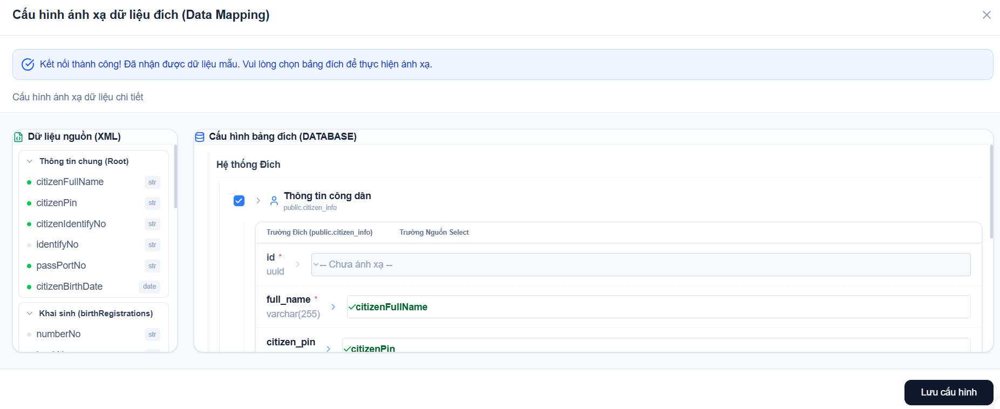 Cấu hình ánh xạ dữ liệu đích (Data Mapping)
Kết nối thành công! Đã nhận được dữ liệu mẫu. Vui lòng chọn bảng đích để thực hiện ánh xạ.
Cấu hình ánh xạ dữ liệu chi tiết
Dữ liệu nguồn (XML)
Thông tin chung (Root)
citizenFullName str
citizenPin str
citizenIdentifyNo str
identifyNo str
passPortNo str
citizenBirthDate date
Khai sinh (birthRegistrations)
numberNo str
Cấu hình bảng đích (DATABASE)
Hệ thống Đích
Thông tin công dân
public.citizen_info
Trường Đích (public.citizen_info) Trường Nguồn Select
id *
uuid
-- Chưa ánh xạ --
full_name *
varchar(255)
citizenFullName
citizen_pin
citizenPin
Lưu cấu hình